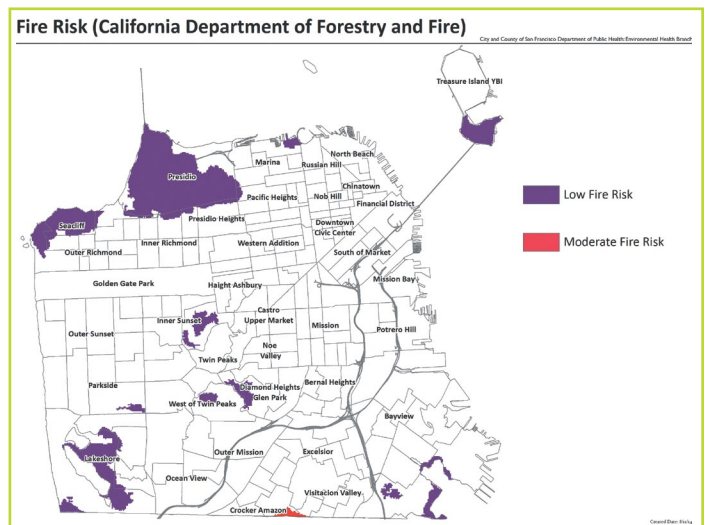 Fire Risk (California Department of Forestry and Fire)
City and County of San Francisco Department of Public Health: Environmental Health Branch
Treasure Island YBI
North Beach
Marina
Russian Hill
Presidio
Chinatown
Pacific Heights
Nob Hill
Financial District
Seacliff
Presidio Heights
Downtown
Civic Center
Inner Richmond
Western Addition
Outer Richmond
South of Market
Golden Gate Park
Haight Ashbury
Mission Bay
Castro
Upper Market
Inner Sunset
Mission
Potrero Hill
Outer Sunset
Noe
Valley
Twin Peaks
Parkside
Diamond Heights
Glen Park
Bernal Heights
West of Twin Peaks
Bayview
Outer Mission
Excelsior
Lakeshore
Ocean View
Visitacion Valley
Crocker Amazon
Low Fire Risk
Moderate Fire Risk